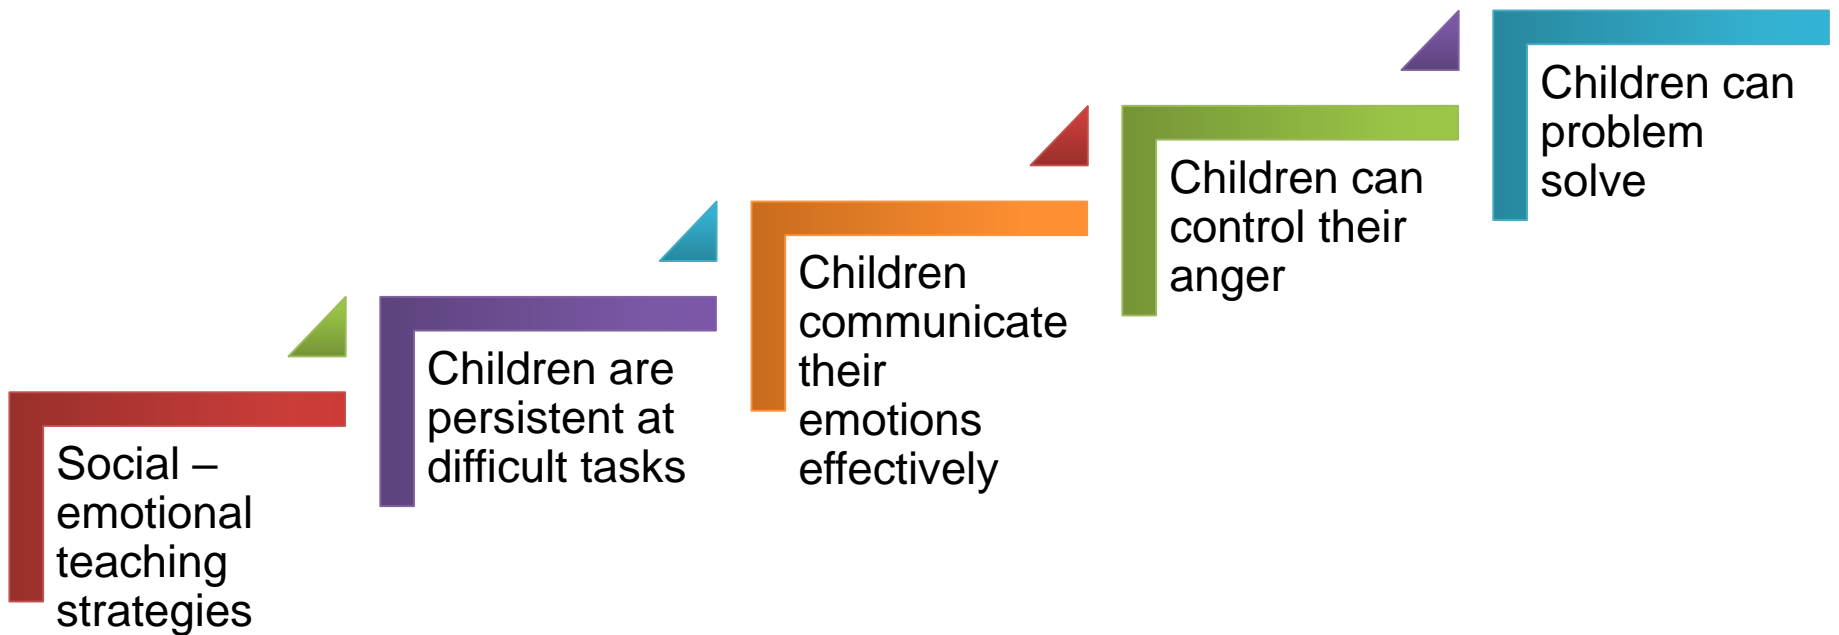 Social –
emotional
teaching
strategies
Children are
persistent at
difficult tasks
Children
communicate
their
emotions
effectively
Children can
control their
anger
Children can
problem
solve